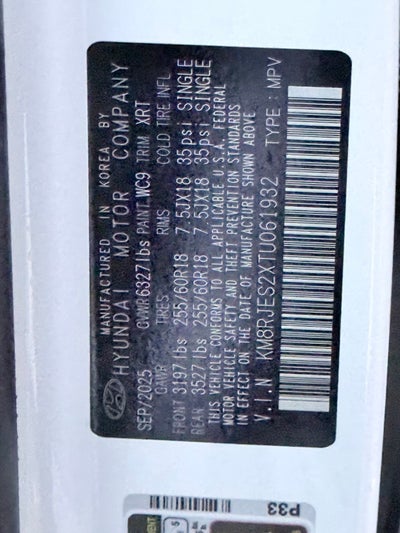 MANUFACTURED IN KOREA BY
HYUNDAI MOTOR COMPANY
SEP/2025 GVWR6327lbs PAINT WC9 TRIM XRT
GAWR TIRES RIMS COLD TIRE INFL
FRONT 3197 lbs 255/60R18 7.5JX18 35psi SINGLE
REAR 3527 lbs 255/60R18 7.5JX18 35psi SINGLE
THIS VEHICLE CONFORMS TO ALL APPLICABLE U.S.A. FEDERAL
MOTOR VEHICLE SAFETY AND THEFT PREVENTION STANDARDS
IN EFFECT ON THE DATE OF MANUFACTURE SHOWN ABOVE
V.I.N KM8RJES2XTU061932 TYPE : MPV
P33